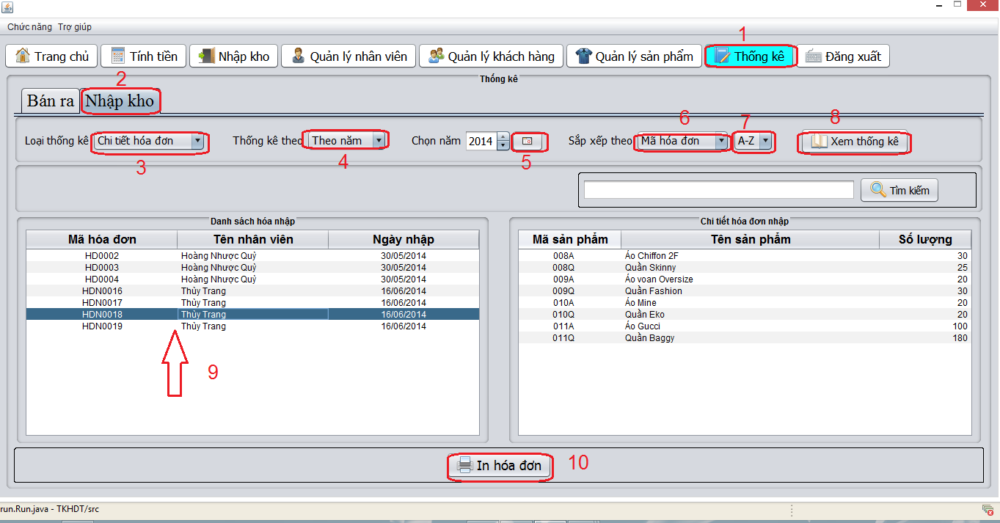 Chức năng Trợ giúp
1
Trang chủ Tính tiền Nhập kho Quản lý nhân viên Quản lý khách hàng Quản lý sản phẩm Thống kê Đăng xuất
2
Thống kê
Bán ra Nhập kho
6 7 8
Loại thống kê Chi tiết hóa đơn Thống kê theo Theo năm Chọn năm 2014 Sắp xếp theo Mã hóa đơn A-Z Xem thống kê
3 4 5
Tìm kiếm
Danh sách hóa nhập
Mã hóa đơn Tên nhân viên Ngày nhập
HD0002 Hoàng Nhược Quỷ 30/05/2014
HD0003 Hoàng Nhược Quỷ 30/05/2014
HD0004 Hoàng Nhược Quỷ 30/05/2014
HDN0016 Thùy Trang 16/06/2014
HDN0017 Thùy Trang 16/06/2014
HDN0018 Thùy Trang 16/06/2014
HDN0019 Thùy Trang 16/06/2014
9
Chi tiết hóa đơn nhập
Mã sản phẩm Tên sản phẩm Số lượng
008A Áo Chiffon 2F 30
008Q Quần Skinny 25
009A Áo voan Oversize 20
009Q Quần Fashion 30
010A Áo Mine 20
010Q Quần Eko 20
011A Áo Gucci 100
011Q Quần Baggy 180
In hóa đơn 10
run.Run.java - TKHDT/src